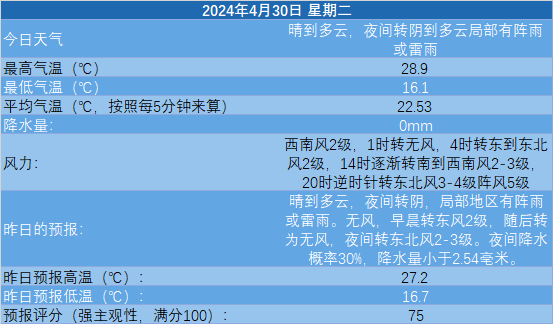 2024年4月30日 星期二
今日天气
晴到多云，夜间转阴到多云局部有阵雨
或雷雨
最高气温（℃）
28.9
最低气温（℃）
16.1
平均气温（℃，按照每5分钟来算）
22.53
降水量：
0mm
风力：
西南风2级，1时转无风，4时转东到东北
风2级，14时逐渐转南到西南风2-3级，
20时逆时针转东北风3-4级阵风5级
昨日的预报：
晴到多云，夜间转阴，局部地区有阵雨
或雷雨。无风，早晨转东风2级，随后转
为无风，夜间转东北风2-3级。夜间降水
概率30%，降水量小于2.54毫米。
昨日预报高温（℃）：
27.2
昨日预报低温（℃）：
16.7
预报评分（强主观性，满分100）：
75